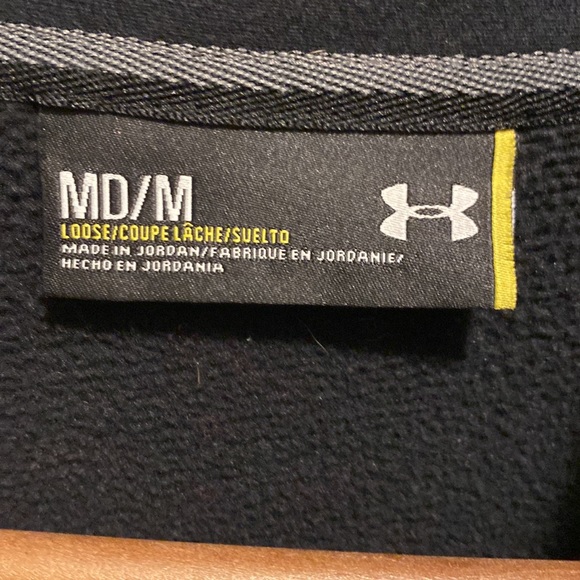 MD/M
LOOSE/COUPE LÂCHE/SUELTO
MADE IN JORDAN/FABRIQUÉ EN JORDANIE/
HECHO EN JORDANIA